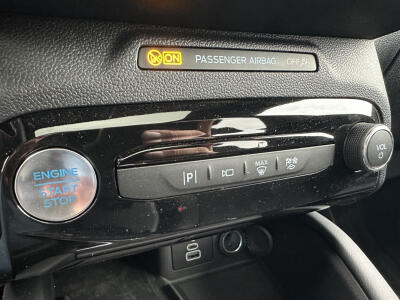 ON PASSENGER AIRBAG OFF
ENGINE
START
STOP
P
MAX
VOL